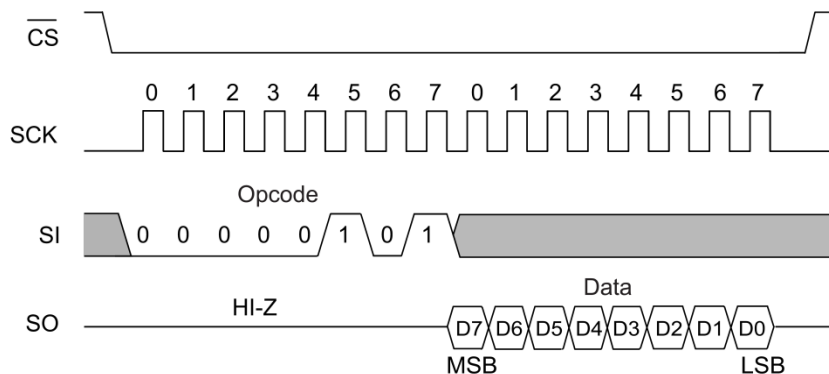 CS
0 1 2 3 4 5 6 7 0 1 2 3 4 5 6 7
SCK
Opcode
SI 0 0 0 0 0 1 0 1
HI-Z Data
SO D7 D6 D5 D4 D3 D2 D1 D0
MSB LSB